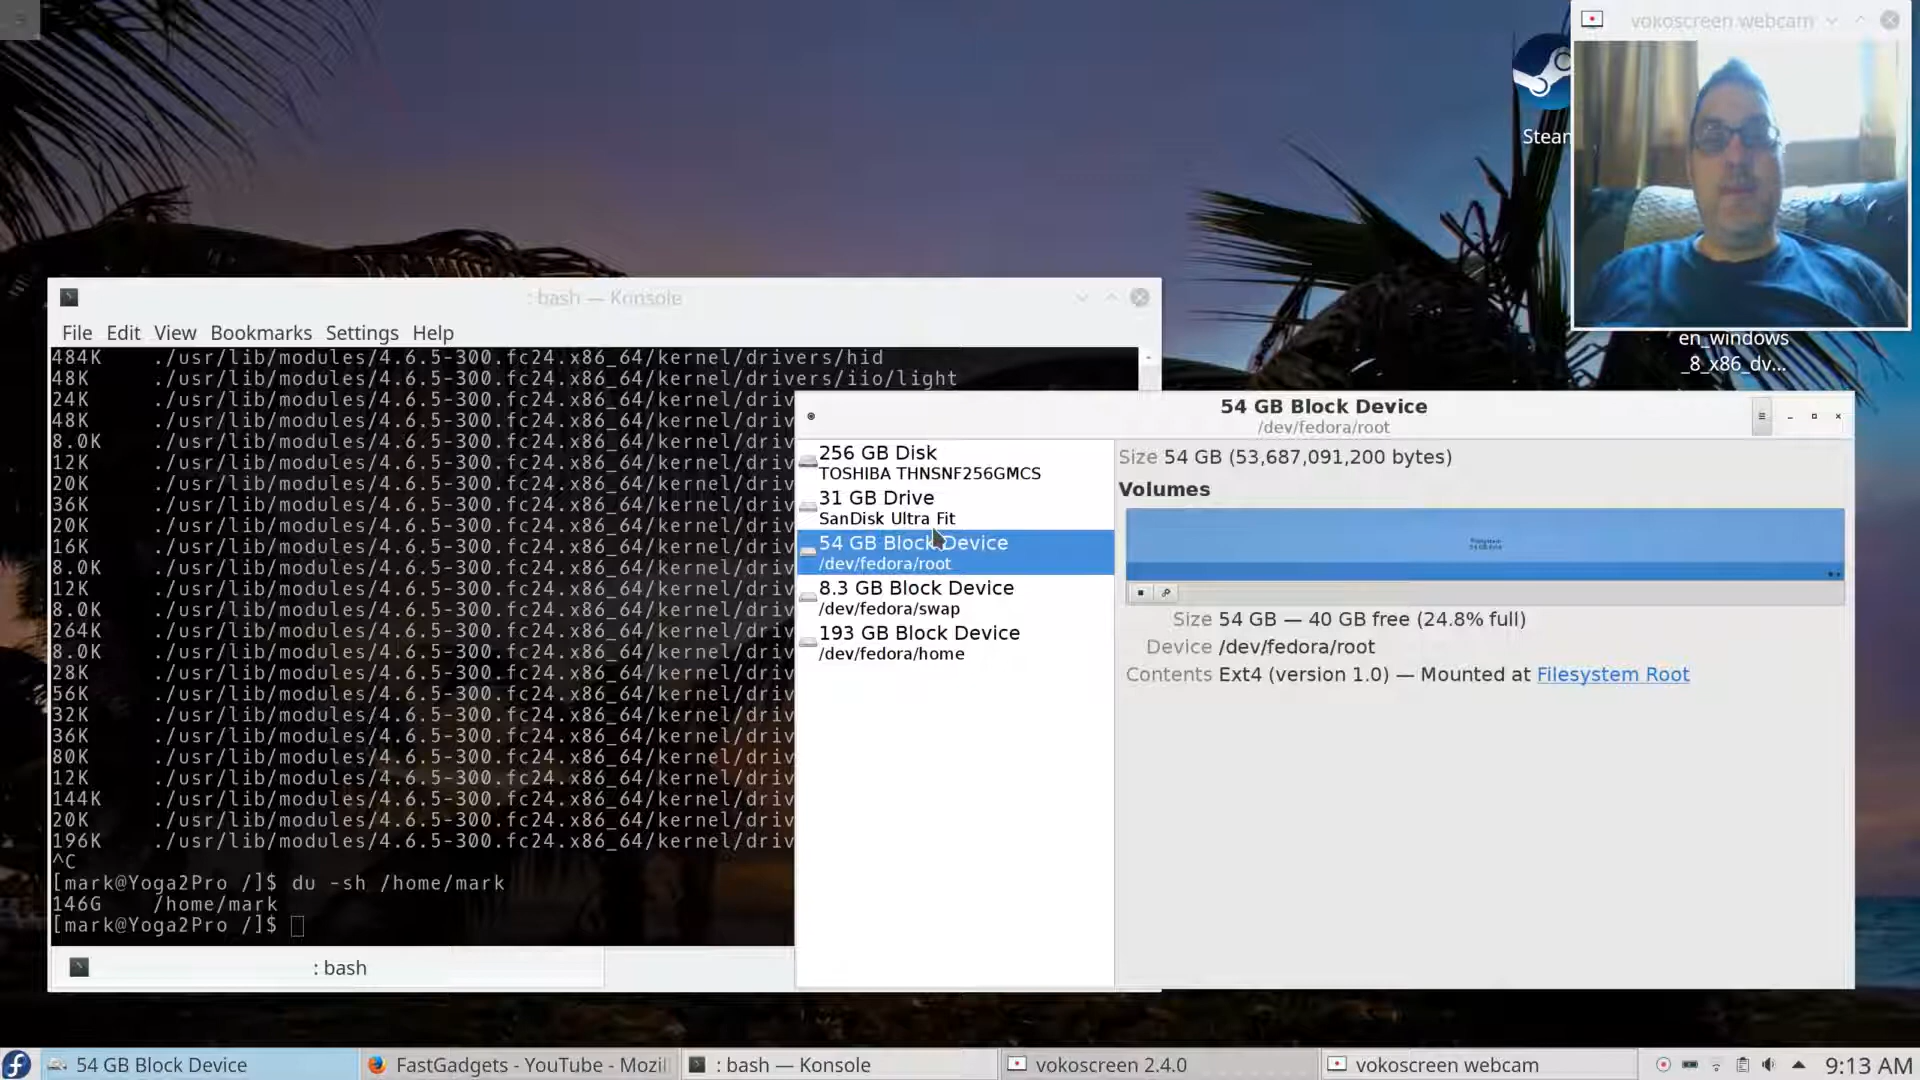 vokoscreen webcam
Steam
en_windows
_8_x86_dv...
: bash — Konsole
File Edit View Bookmarks Settings Help
484K ./usr/lib/modules/4.6.5-300.fc24.x86_64/kernel/drivers/hid
48K ./usr/lib/modules/4.6.5-300.fc24.x86_64/kernel/drivers/iio/light
24K ./usr/lib/modules/4.6.5-300.fc24.x86_64/kernel/driv
48K ./usr/lib/modules/4.6.5-300.fc24.x86_64/kernel/driv
8.0K ./usr/lib/modules/4.6.5-300.fc24.x86_64/kernel/driv
12K ./usr/lib/modules/4.6.5-300.fc24.x86_64/kernel/driv
20K ./usr/lib/modules/4.6.5-300.fc24.x86_64/kernel/driv
36K ./usr/lib/modules/4.6.5-300.fc24.x86_64/kernel/driv
20K ./usr/lib/modules/4.6.5-300.fc24.x86_64/kernel/driv
16K ./usr/lib/modules/4.6.5-300.fc24.x86_64/kernel/driv
8.0K ./usr/lib/modules/4.6.5-300.fc24.x86_64/kernel/driv
12K ./usr/lib/modules/4.6.5-300.fc24.x86_64/kernel/driv
8.0K ./usr/lib/modules/4.6.5-300.fc24.x86_64/kernel/driv
264K ./usr/lib/modules/4.6.5-300.fc24.x86_64/kernel/driv
8.0K ./usr/lib/modules/4.6.5-300.fc24.x86_64/kernel/driv
28K ./usr/lib/modules/4.6.5-300.fc24.x86_64/kernel/driv
56K ./usr/lib/modules/4.6.5-300.fc24.x86_64/kernel/driv
32K ./usr/lib/modules/4.6.5-300.fc24.x86_64/kernel/driv
36K ./usr/lib/modules/4.6.5-300.fc24.x86_64/kernel/driv
80K ./usr/lib/modules/4.6.5-300.fc24.x86_64/kernel/driv
12K ./usr/lib/modules/4.6.5-300.fc24.x86_64/kernel/driv
144K ./usr/lib/modules/4.6.5-300.fc24.x86_64/kernel/driv
20K ./usr/lib/modules/4.6.5-300.fc24.x86_64/kernel/driv
196K ./usr/lib/modules/4.6.5-300.fc24.x86_64/kernel/driv
^C
[mark@Yoga2Pro /]$ du -sh /home/mark
146G /home/mark
[mark@Yoga2Pro /]$
: bash
54 GB Block Device
/dev/fedora/root
256 GB Disk
TOSHIBA THNSNF256GMCS
31 GB Drive
SanDisk Ultra Fit
54 GB Block Device
/dev/fedora/root
8.3 GB Block Device
/dev/fedora/swap
193 GB Block Device
/dev/fedora/home
Size 54 GB (53,687,091,200 bytes)
Volumes
Size 54 GB — 40 GB free (24.8% full)
Device /dev/fedora/root
Contents Ext4 (version 1.0) — Mounted at Filesystem Root
54 GB Block Device
FastGadgets - YouTube - Mozil
: bash — Konsole
vokoscreen 2.4.0
vokoscreen webcam
9:13 AM